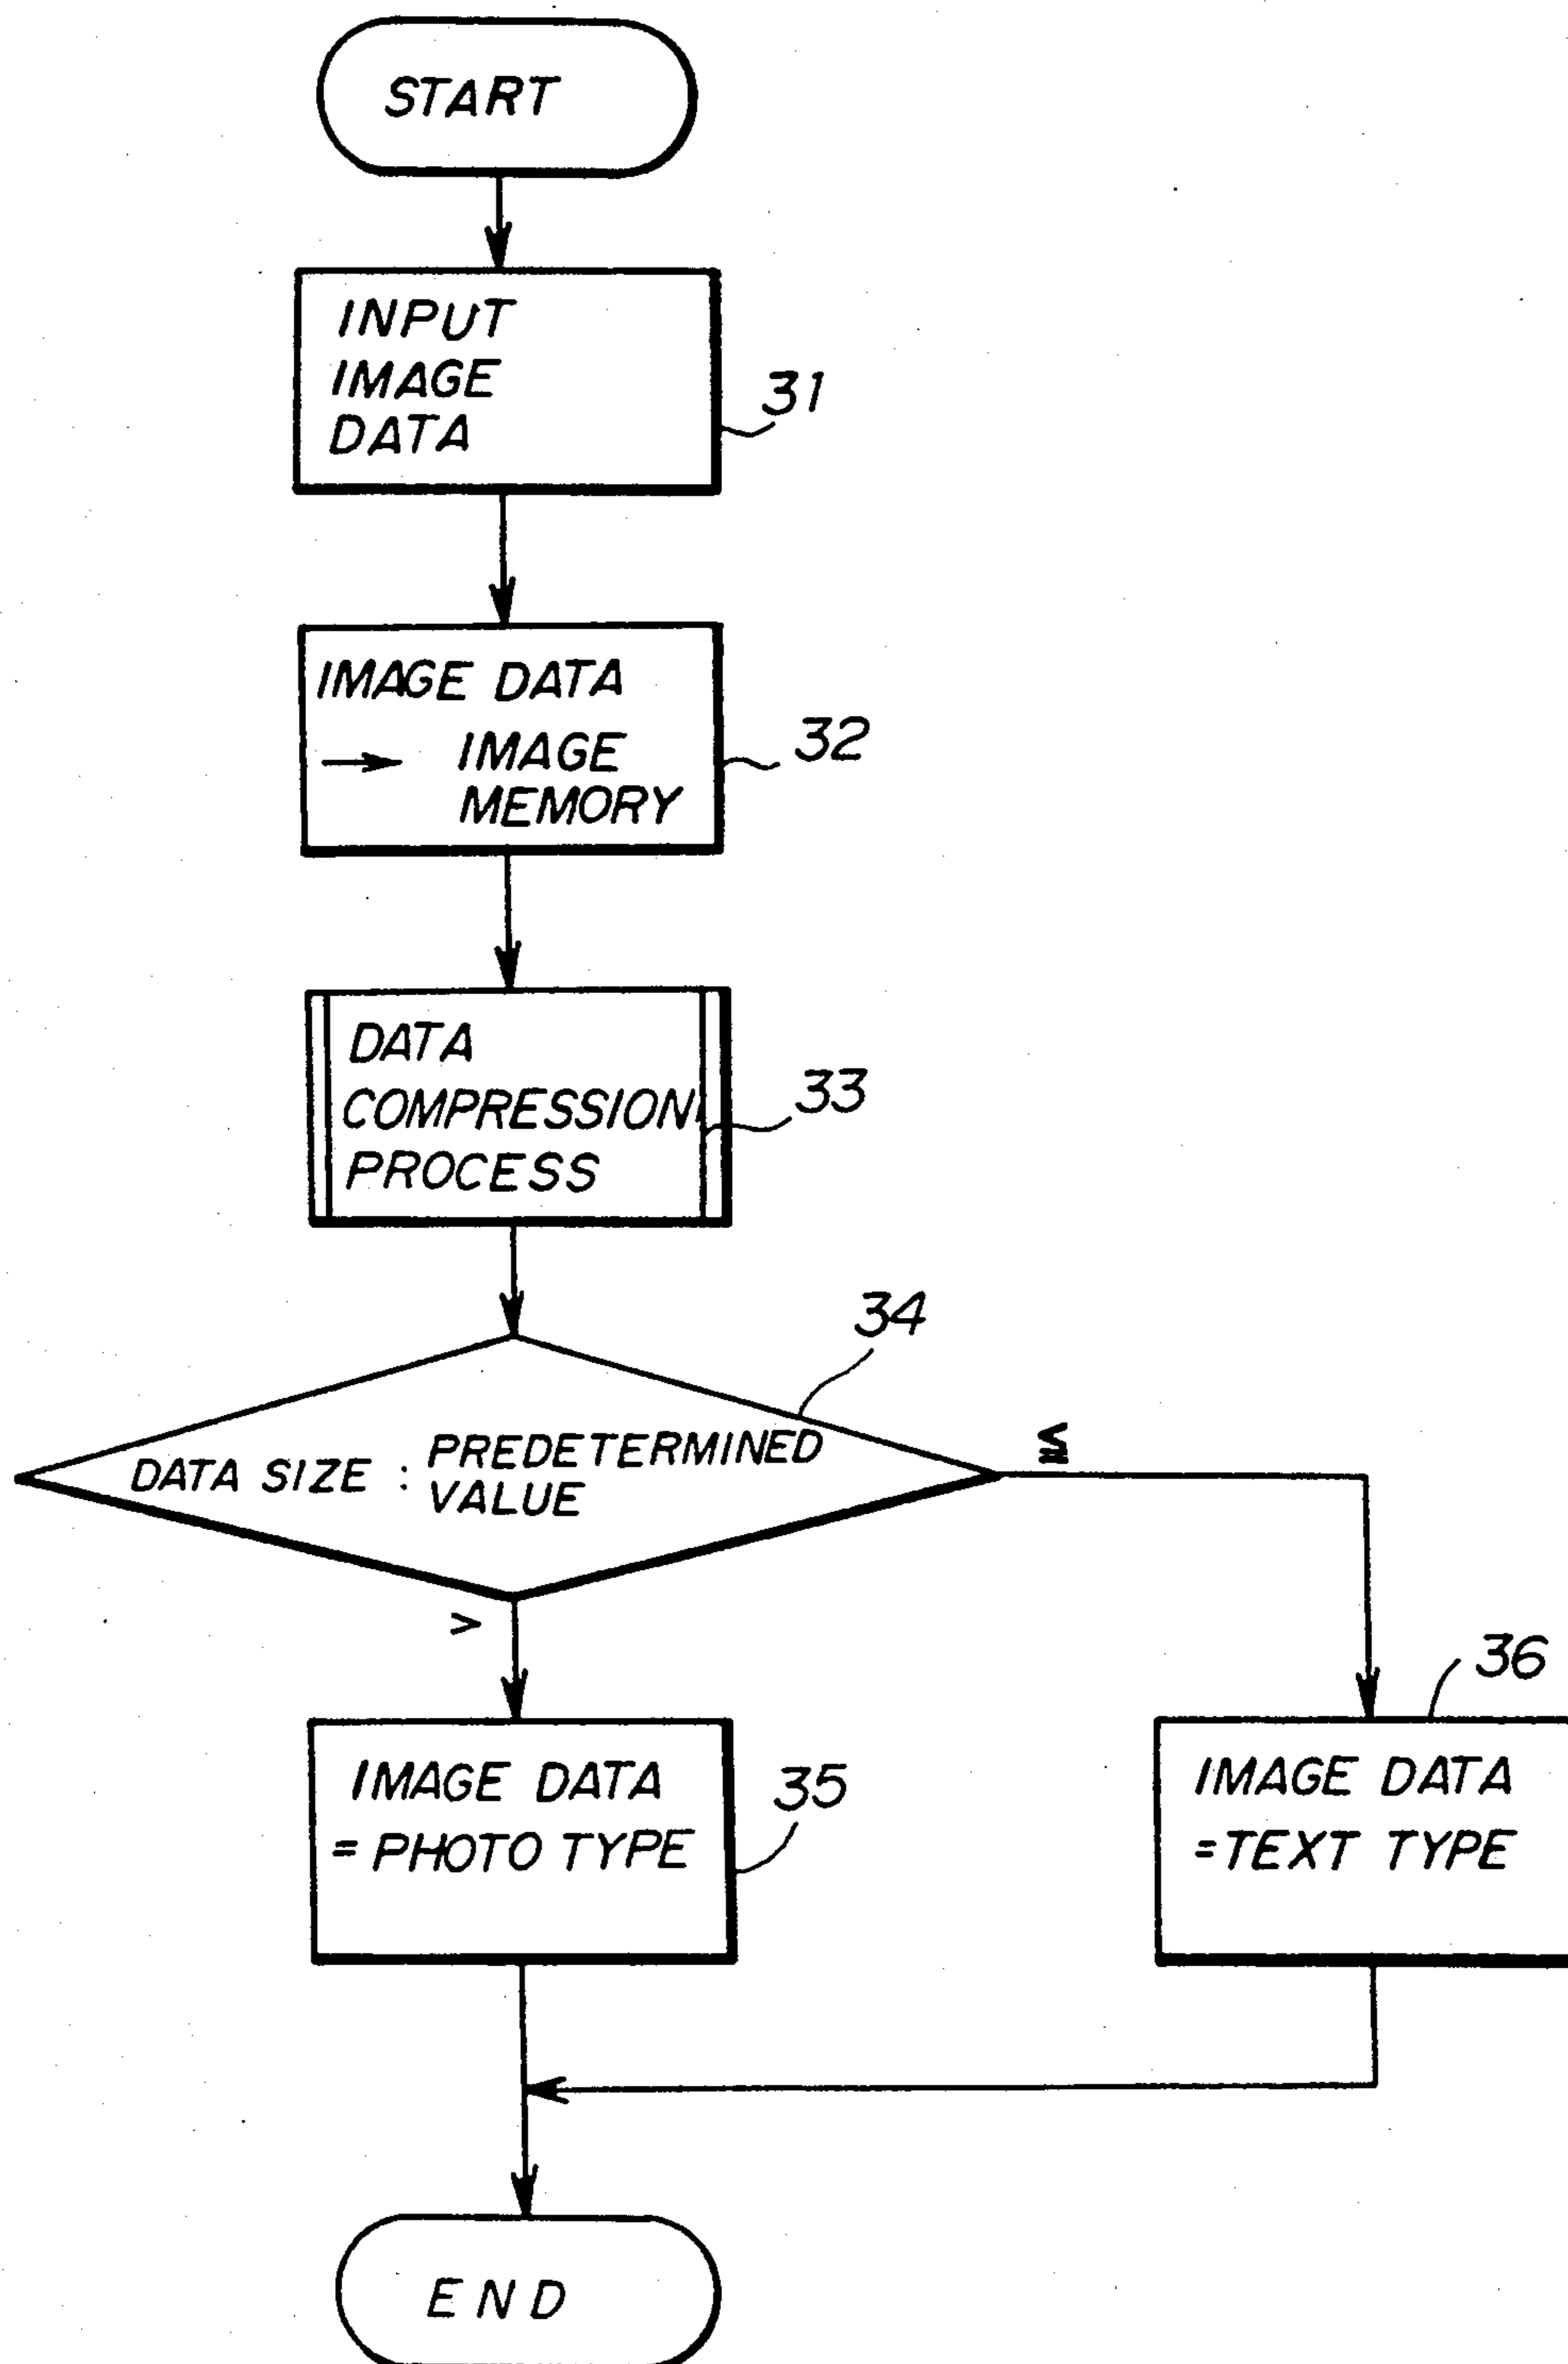 START
INPUT
IMAGE
DATA
31
IMAGE DATA
→ IMAGE
MEMORY
32
DATA
COMPRESSION
PROCESS
33
34
DATA SIZE : PREDETERMINED
VALUE
≦
>
IMAGE DATA
= PHOTO TYPE
35
36
IMAGE DATA
= TEXT TYPE
END